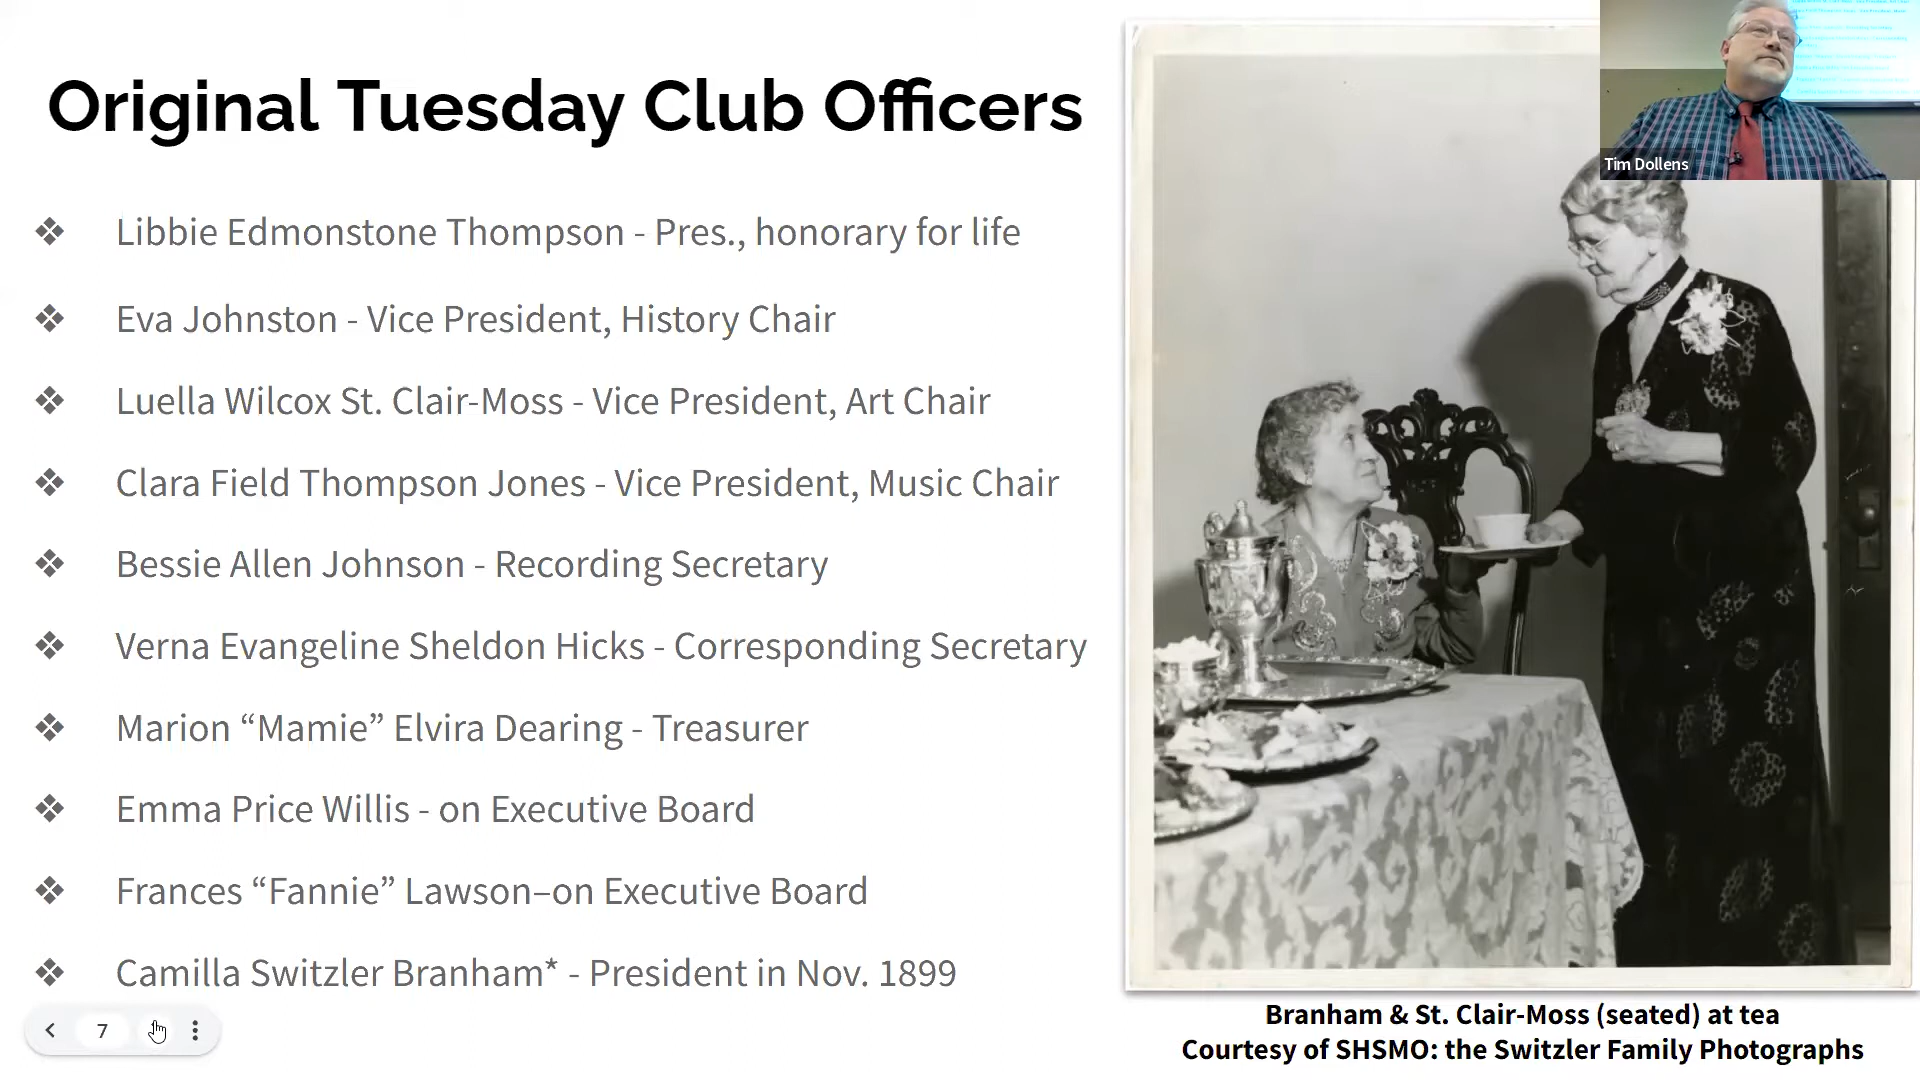 Original Tuesday Club Officers
Libbie Edmonstone Thompson - Pres., honorary for life
Eva Johnston - Vice President, History Chair
Luella Wilcox St. Clair-Moss - Vice President, Art Chair
Clara Field Thompson Jones - Vice President, Music Chair
Bessie Allen Johnson - Recording Secretary
Verna Evangeline Sheldon Hicks - Corresponding Secretary
Marion “Mamie” Elvira Dearing - Treasurer
Emma Price Willis - on Executive Board
Frances “Fannie” Lawson–on Executive Board
Camilla Switzler Branham* - President in Nov. 1899
7
Tim Dollens
Branham & St. Clair-Moss (seated) at tea
Courtesy of SHSMO: the Switzler Family Photographs